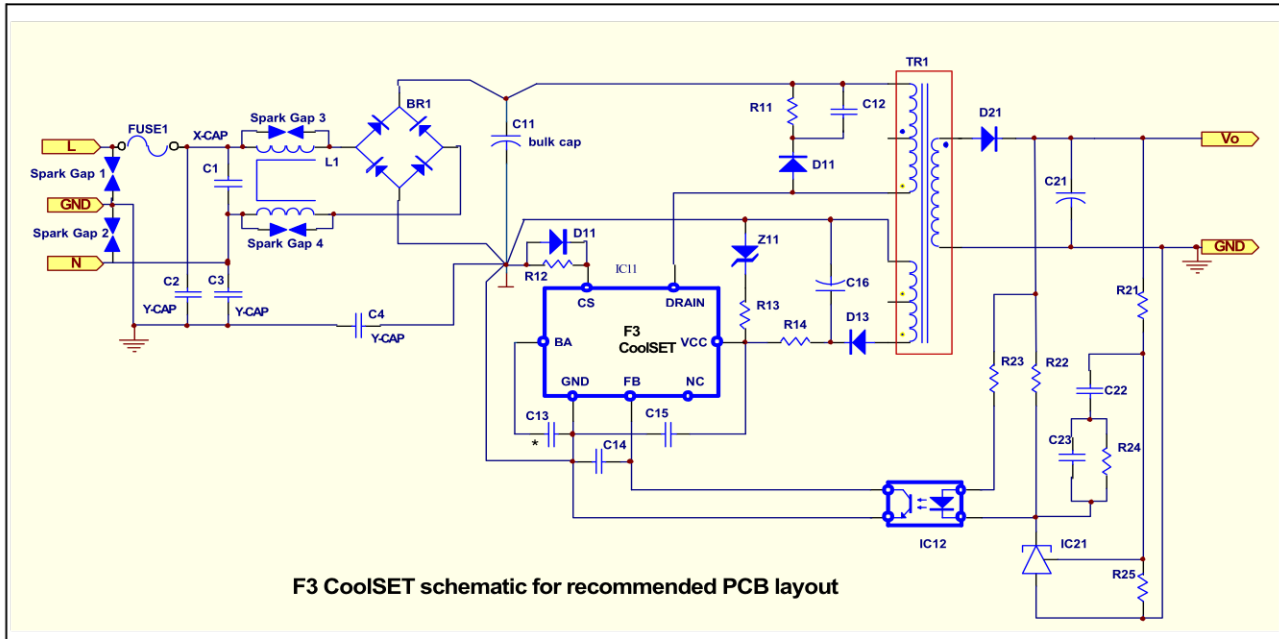 TR1
BR1
D21
Spark Gap 3
R11
C12
C11
FUSE1
X-CAP
bulk cap
L
Vo
L1
C1
D11
Spark Gap 1
C21
GND
Spark Gap 2
Spark Gap 4
D11
Z11
GND
N
IC11
R12
C2
C3
C16
R21
CS
DRAIN
Y-CAP
Y-CAP
C4
R13
D13
F3
R14
CoolSET
Y-CAP
BA
VCC
R23
R22
GND
FB
NC
C22
C13
C15
*
C14
C23
R24
IC12
IC21
R25
F3 CoolSET schematic for recommended PCB layout